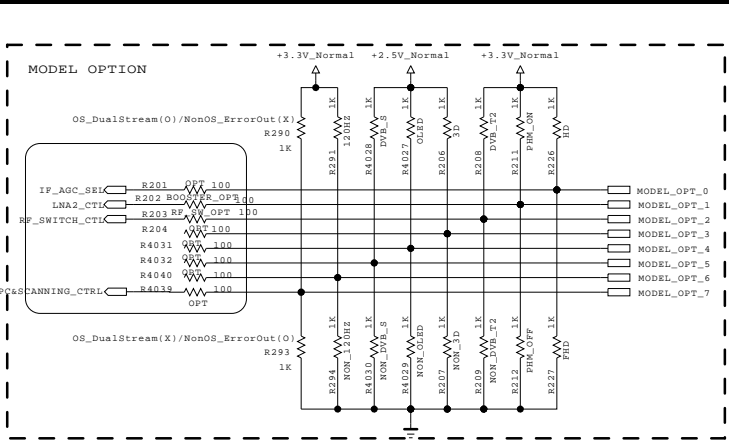 +3.3V_Normal +2.5V_Normal +3.3V_Normal
MODEL OPTION
OS_DualStream(O)/NonOS_ErrorOut(X)
R290
1K
R291 1K 120HZ
R4028 1K DVB_S
R4027 1K OLED
R206 1K 3D
R208 1K DVB_T2
R211 1K PHM_ON
R226 1K HD
IF_AGC_SEL R201 OPT 100 MODEL_OPT_0
LNA2_CTL R202 BOOSTER_OPT 100 MODEL_OPT_1
RF_SWITCH_CTL R203 RF_SW_OPT 100 MODEL_OPT_2
R204 OPT 100 MODEL_OPT_3
R4031 OPT 100 MODEL_OPT_4
R4032 OPT 100 MODEL_OPT_5
R4040 OPT 100 MODEL_OPT_6
PC&SCANNING_CTRL R4039 100 MODEL_OPT_7
OPT
OS_DualStream(X)/NonOS_ErrorOut(O)
R293
1K
R294 1K NON_120HZ
R4030 1K NON_DVB_S
R4029 1K NON_OLED
R207 1K NON_3D
R209 1K NON_DVB_T2
R212 1K PHM_OFF
R227 1K FHD